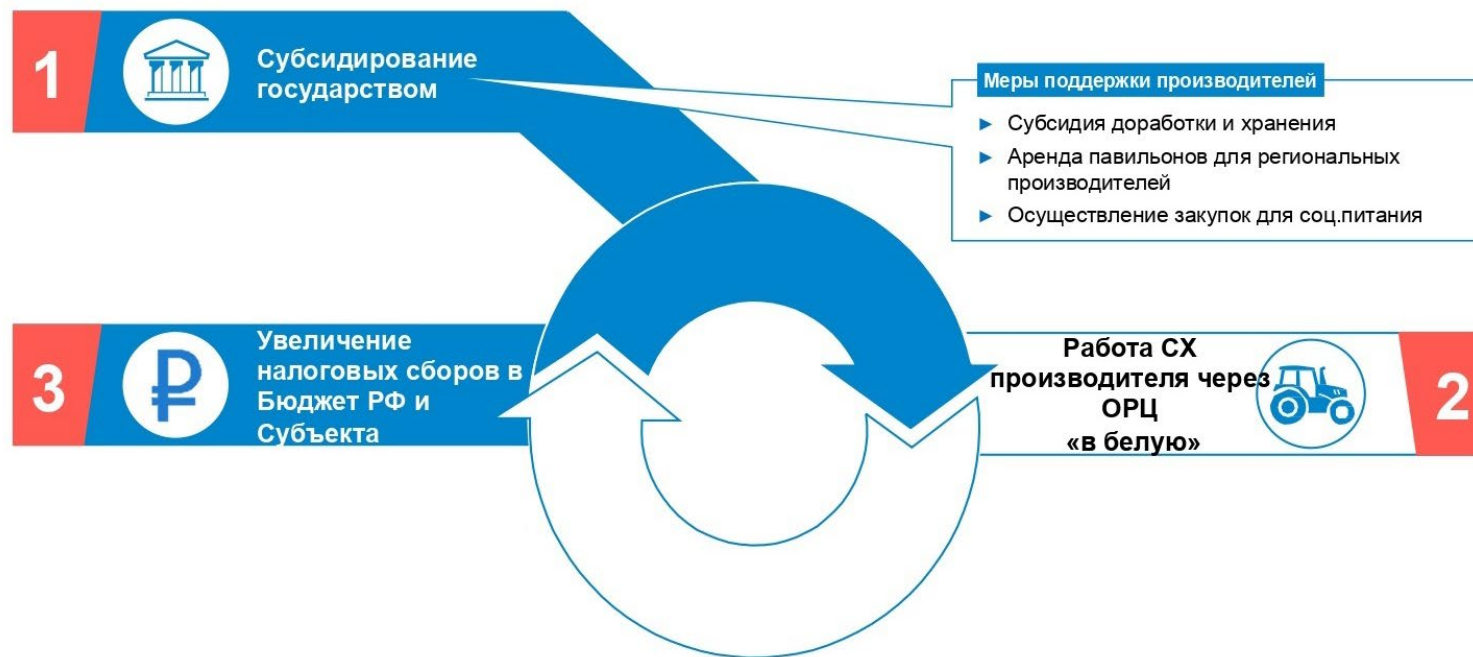 1
Субсидирование
государством
Меры поддержки производителей
► Субсидия доработки и хранения
► Аренда павильонов для региональных
производителей
► Осуществление закупок для соц.питания
3
Увеличение
налоговых сборов в
Бюджет РФ и
Субъекта
Работа СХ
производителя через
ОРЦ
«в белую»
2